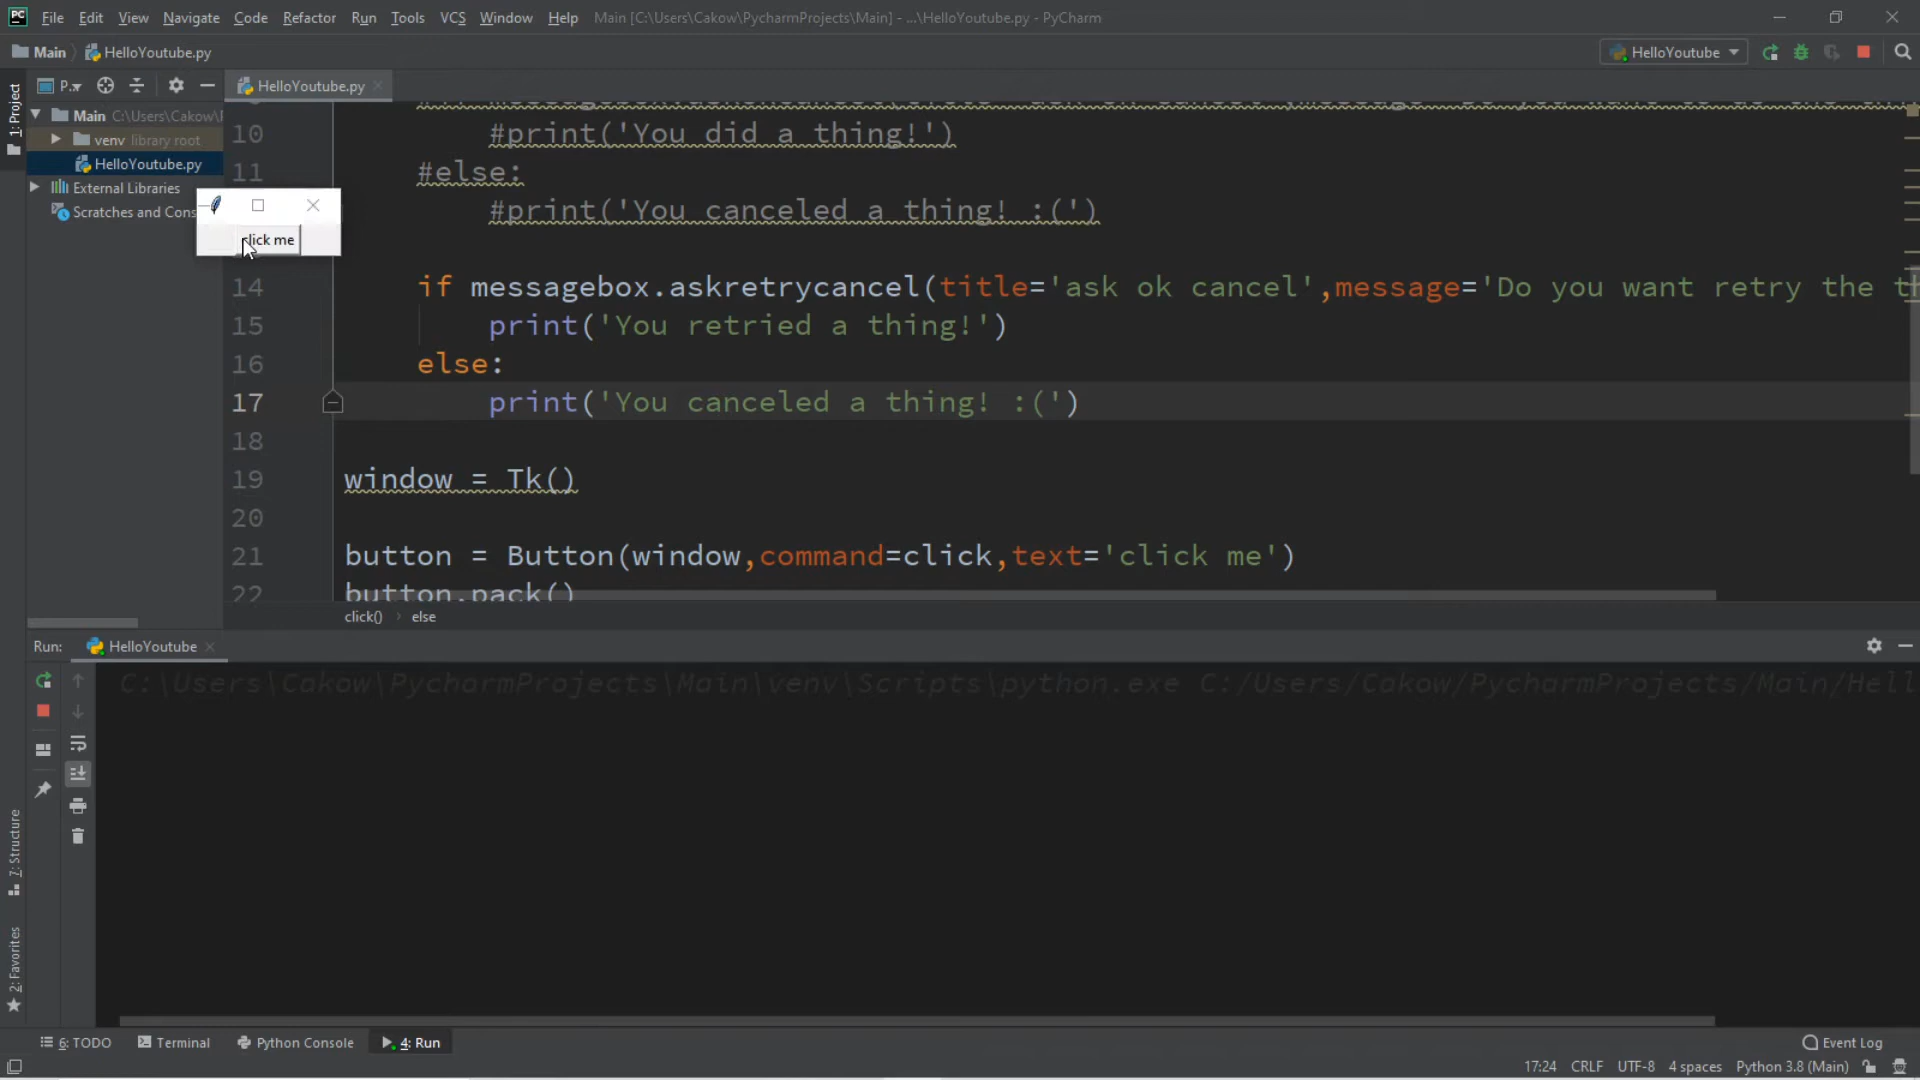 PC File Edit View Navigate Code Refactor Run Tools VCS Window Help Main [C:\Users\Cakow\PycharmProjects\Main] - ...\HelloYoutube.py - PyCharm
Main HelloYoutube.py HelloYoutube
1: Project
P... HelloYoutube.py
Main C:\Users\Cakow\
venv library root
HelloYoutube.py
External Libraries
Scratches and Cons
click me
10 #print('You did a thing!')
11 #else:
#print('You canceled a thing! :(')
14 if messagebox.askretrycancel(title='ask ok cancel',message='Do you want retry the th
15 print('You retried a thing!')
16 else:
17 print('You canceled a thing! :(')
18
19 window = Tk()
20
21 button = Button(window,command=click,text='click me')
22 button.pack()
click() else
Run: HelloYoutube
C:\Users\Cakow\PycharmProjects\Main\venv\Scripts\python.exe C:/Users/Cakow/PycharmProjects/Main/Hell
7: Structure
2: Favorites
6: TODO Terminal Python Console 4: Run Event Log
17:24 CRLF UTF-8 4 spaces Python 3.8 (Main)